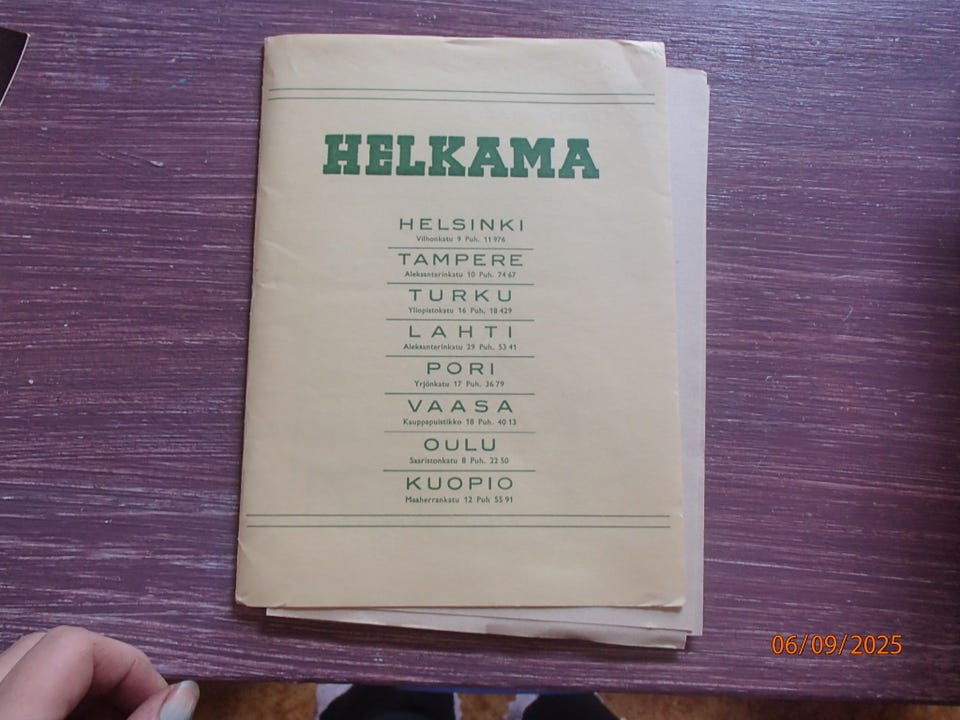 HELKAMA
HELSINKI
Vilhonkatu 9 Puh. 11 976
TAMPERE
Aleksanterinkatu 10 Puh. 74 67
TURKU
Yliopistokatu 16 Puh. 18 429
LAHTI
Aleksanterinkatu 29 Puh. 53 41
PORI
Yrjönkatu 17 Puh. 36 79
VAASA
Kauppapuistikko 18 Puh. 40 13
OULU
Saaristonkatu 8 Puh. 22 50
KUOPIO
Maaherrankatu 12 Puh 55 91
06/09/2025